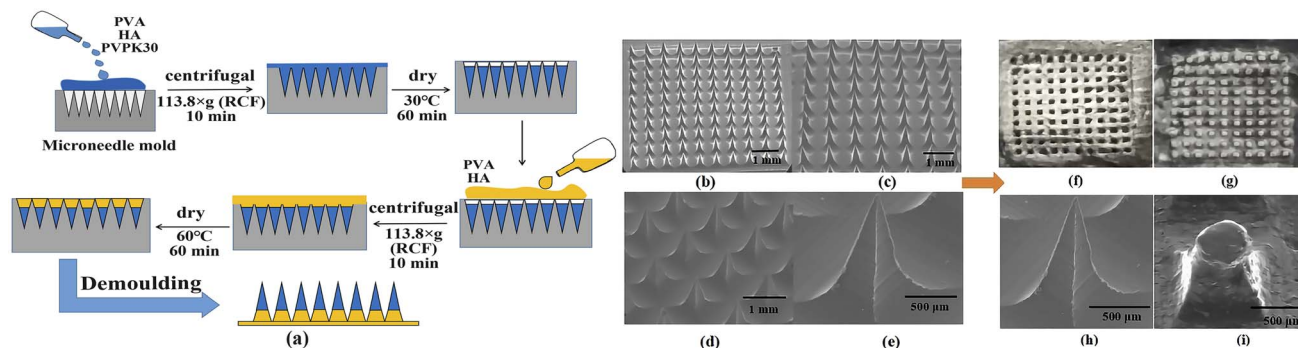 PVA
HA
PVPK30
centrifugal
113.8×g (RCF)
10 min
dry
30℃
60 min
Microneedle mold
PVA
HA
dry
60℃
60 min
centrifugal
113.8×g
(RCF)
10 min
Demoulding
(a)
1 mm
1 mm
(b)
(c)
1 mm
500 μm
(d)
(e)
(f)
(g)
500 μm
500 μm
(h)
(i)